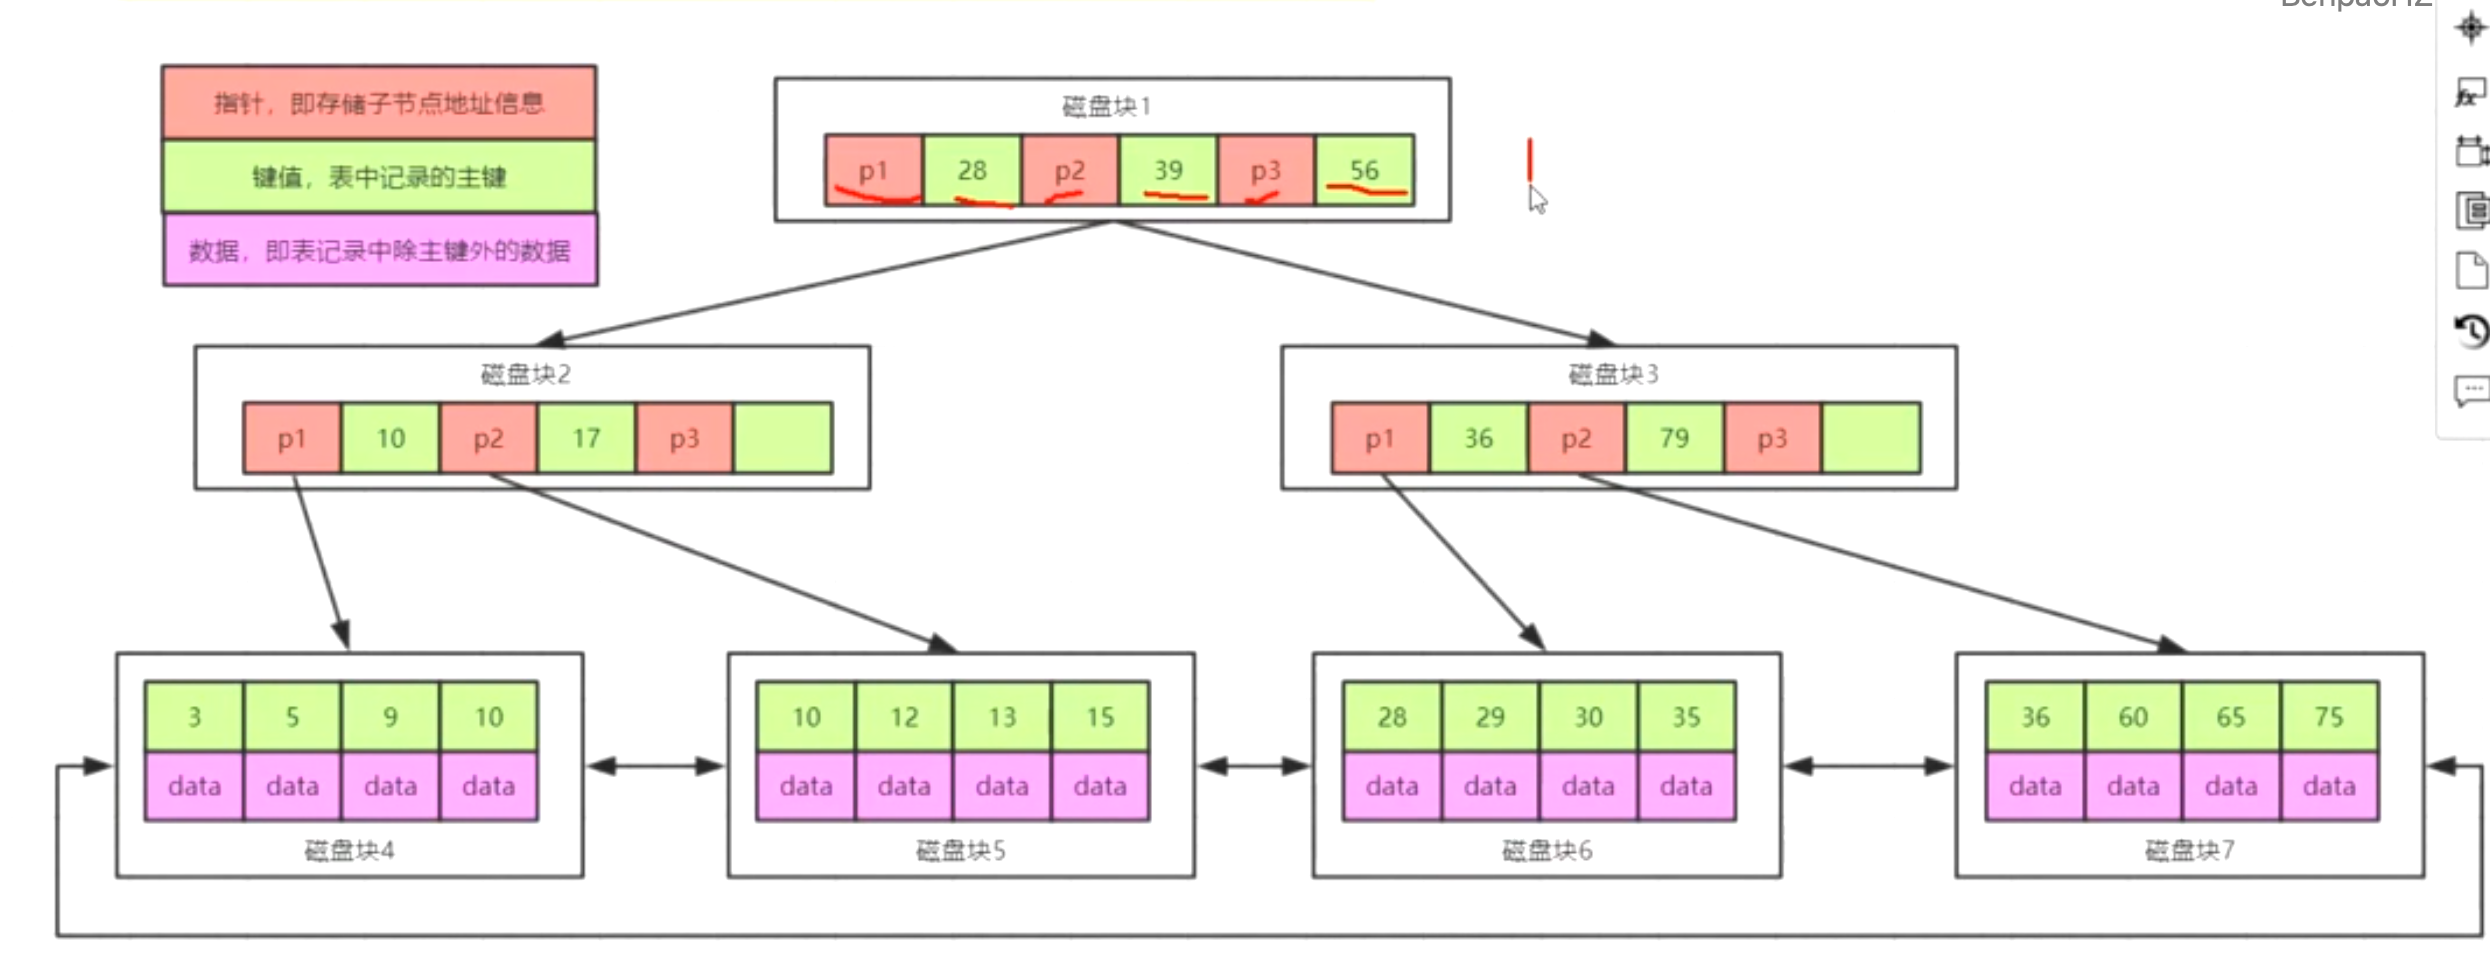 指针，即存储子节点地址信息
键值，表中记录的主键
数据，即表记录中除主键外的数据
磁盘块1
p1 28 p2 39 p3 56
磁盘块2
p1 10 p2 17 p3
磁盘块3
p1 36 p2 79 p3
3 5 9 10
data data data data
磁盘块4
10 12 13 15
data data data data
磁盘块5
28 29 30 35
data data data data
磁盘块6
36 60 65 75
data data data data
磁盘块7
fx